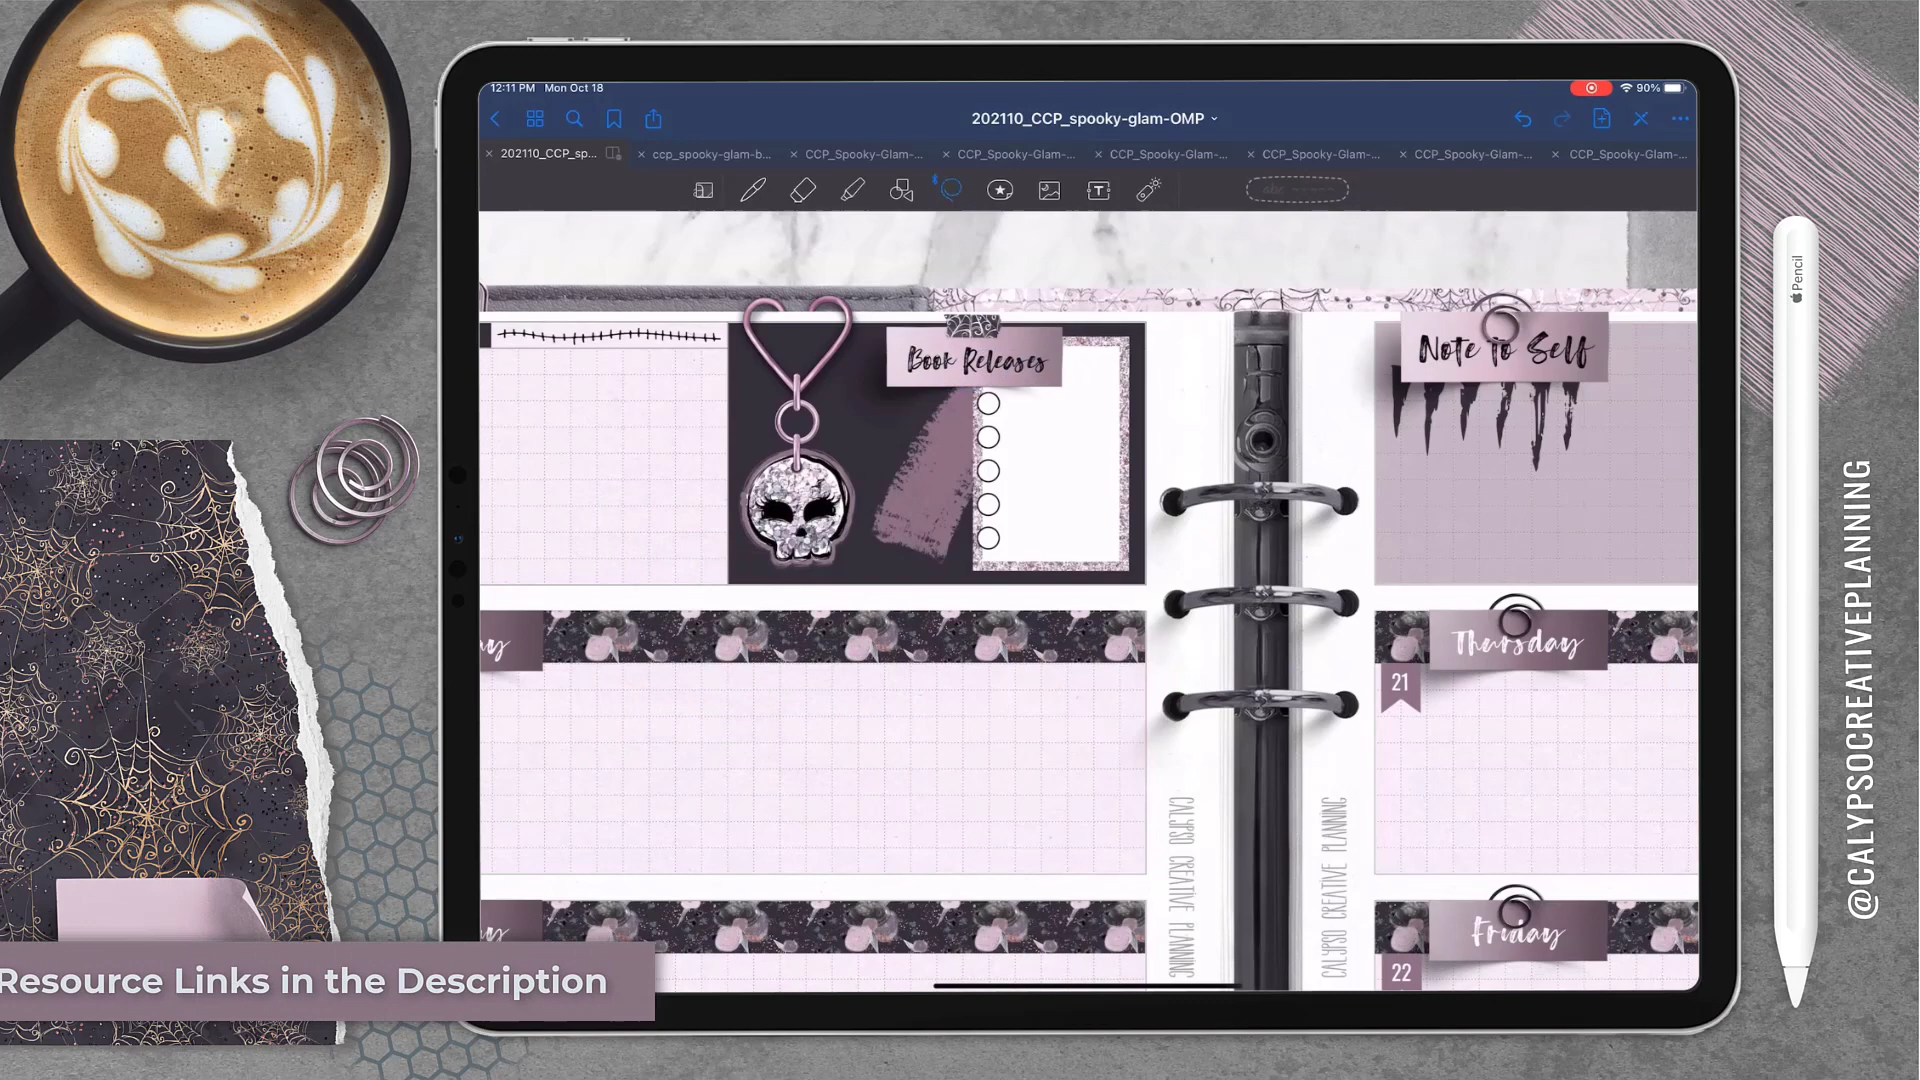 12:11 PM Mon Oct 18
90%
202110_CCP_spooky-glam-OMP
202110_CCP_sp...
ccp_spooky-glam-b...
CCP_Spooky-Glam-...
CCP_Spooky-Glam-...
CCP_Spooky-Glam-...
CCP_Spooky-Glam-...
CCP_Spooky-Glam-...
CCP_Spooky-Glam-...
Book Releases
Note to Self
ay
Thursday
21
ay
Friday
22
CALYPSO CREATIVE PLANNING
CALYPSO CREATIVE PLANNING
Resource Links in the Description
Pencil
@CALYPSOCREATIVEPLANNING